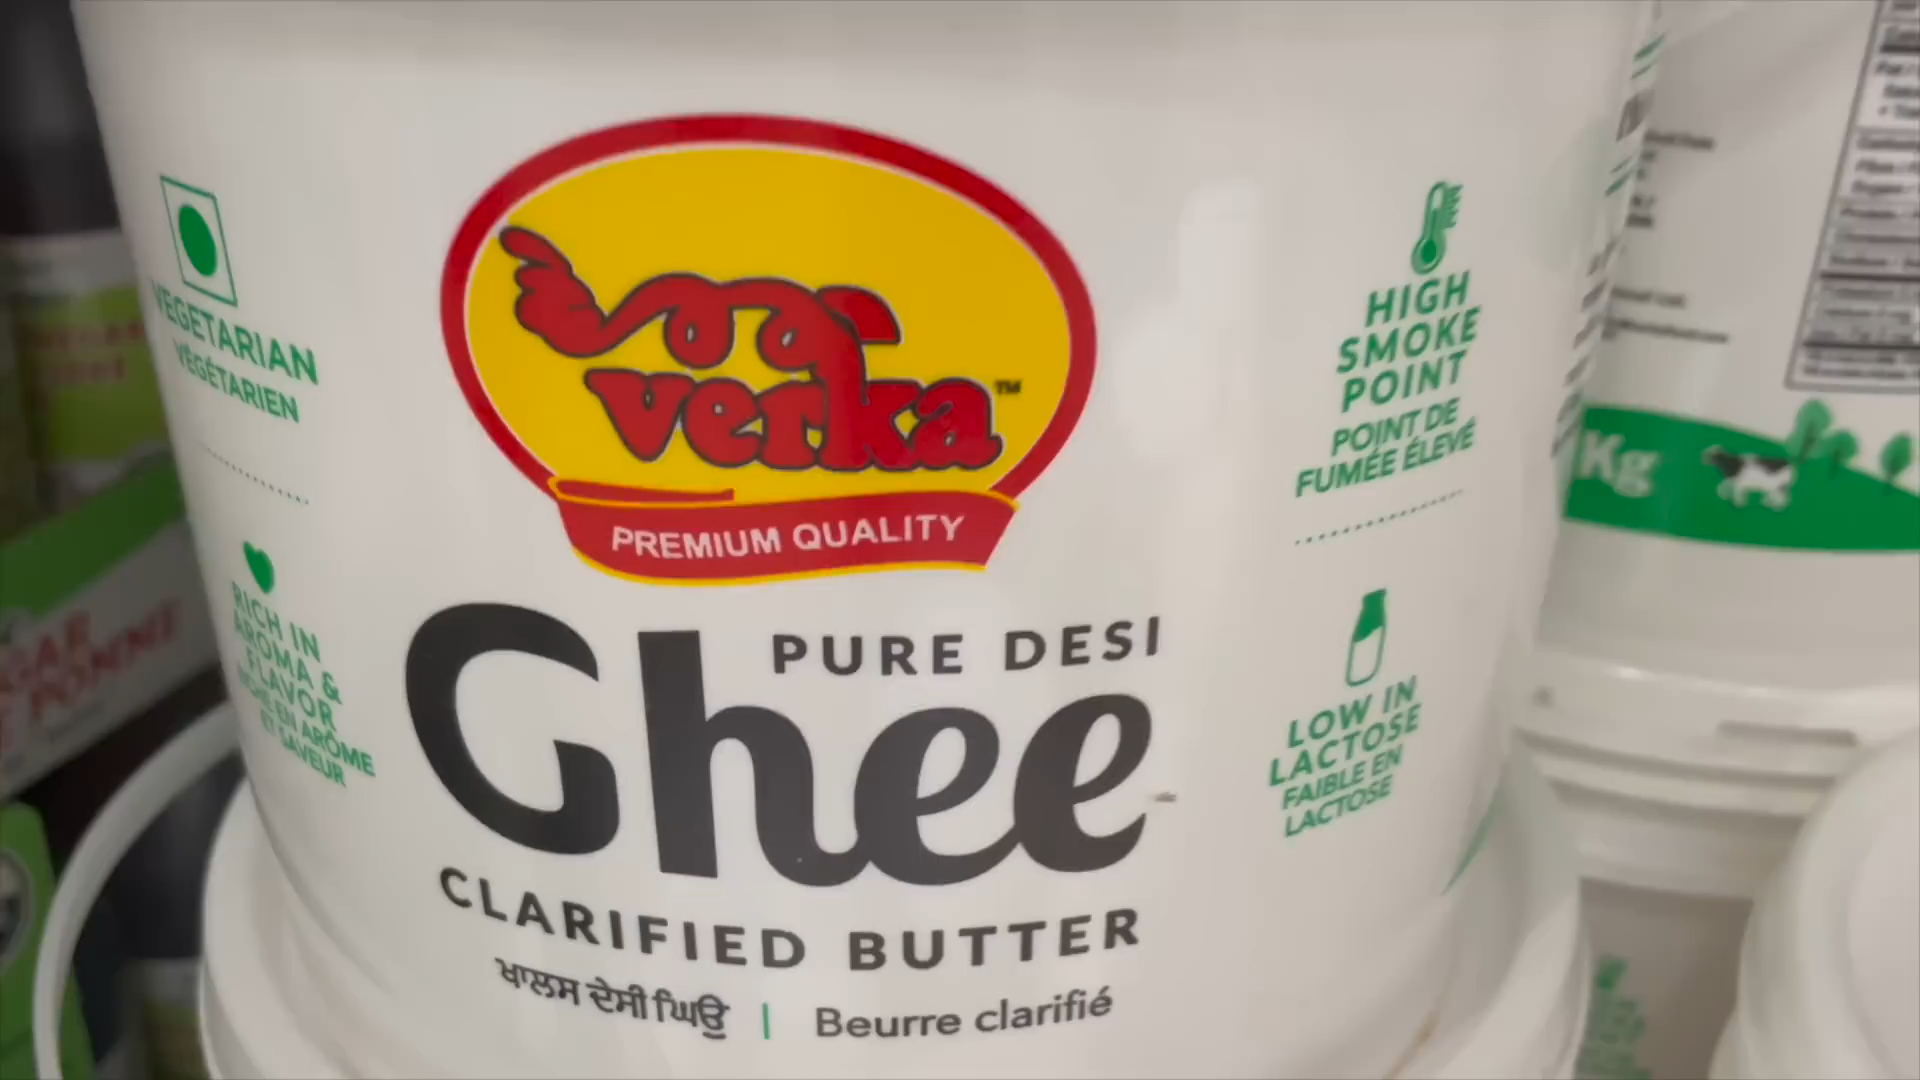 verka™
PREMIUM QUALITY
PURE DESI
Ghee
CLARIFIED BUTTER
ਖਾਲਸ ਦੇਸੀ ਘਿਉ | Beurre clarifié
VEGETARIAN
VÉGÉTARIEN
RICH IN
AROMA &
FLAVOR
RICHE EN ARÔME
ET SAVEUR
HIGH
SMOKE
POINT
POINT DE
FUMÉE ÉLEVÉ
LOW IN
LACTOSE
FAIBLE EN
LACTOSE
Kg